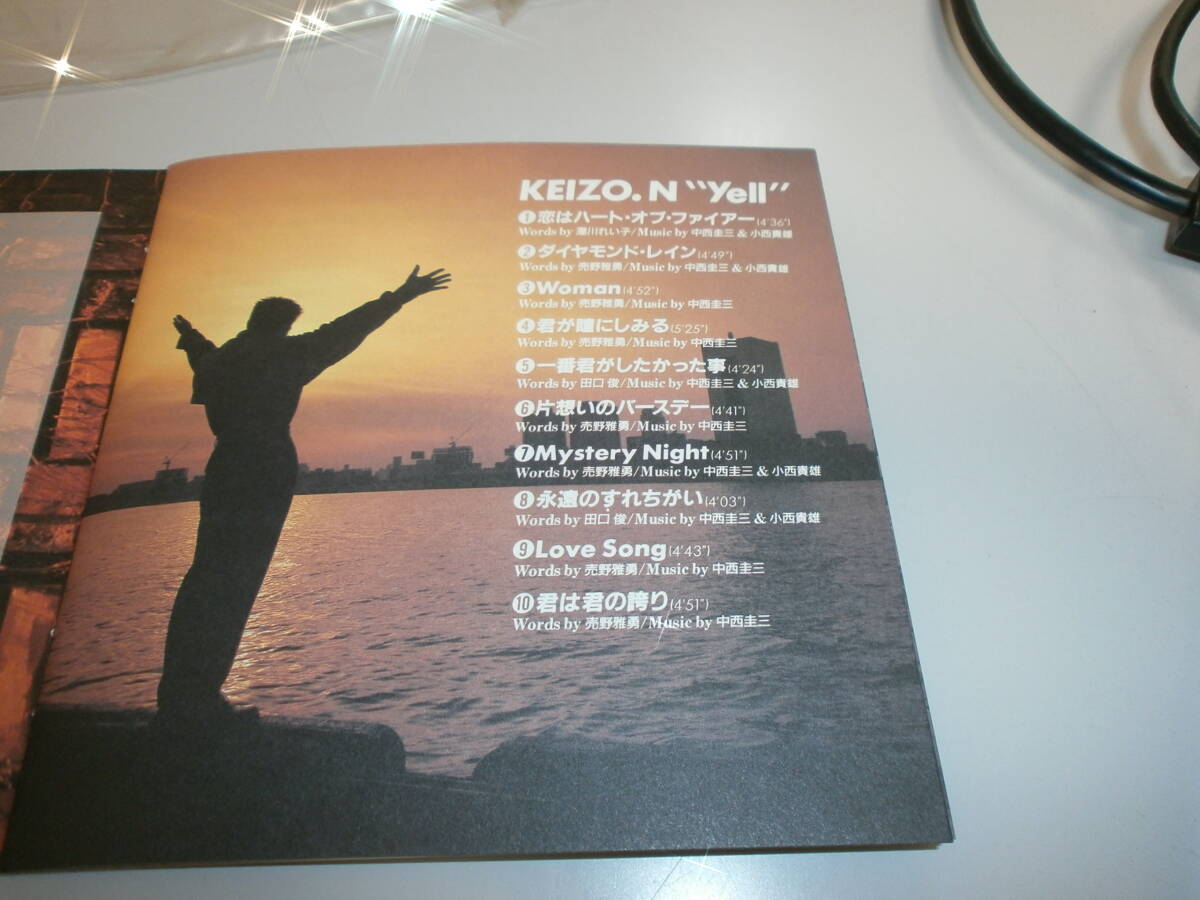 KEIZO. N “Yell”
❶恋はハート・オブ・ファイアー(4'36")
Words by 湯川れい子/Music by 中西圭三 & 小西貴雄
❷ダイヤモンド・レイン(4'49")
Words by 売野雅勇/Music by 中西圭三 & 小西貴雄
❸Woman(4'52")
Words by 売野雅勇/Music by 中西圭三
❹君が瞳にしみる(5'25")
Words by 売野雅勇/Music by 中西圭三
❺一番君がしたかった事(4'24")
Words by 田口 俊/Music by 中西圭三 & 小西貴雄
❻片想いのバースデー(4'41")
Words by 売野雅勇/Music by 中西圭三
❼Mystery Night(4'51")
Words by 売野雅勇/Music by 中西圭三 & 小西貴雄
❽永遠のすれちがい(4'03")
Words by 田口 俊/Music by 中西圭三 & 小西貴雄
❾Love Song(4'43")
Words by 売野雅勇/Music by 中西圭三
❿君は君の誇り(4'51")
Words by 売野雅勇/Music by 中西圭三